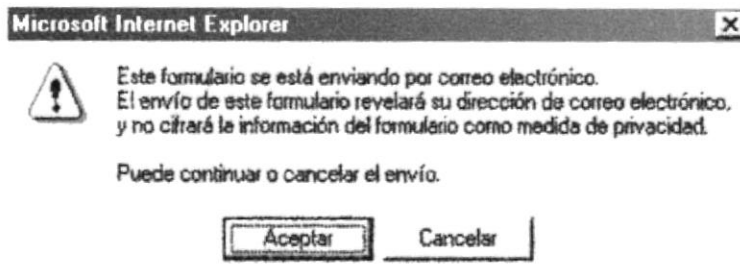 Microsoft Internet Explorer
Este formulario se está enviando por correo electrónico.
El envío de este formulario revelará su dirección de correo electrónico,
y no cifrará la información del formulario como medida de privacidad.
Puede continuar o cancelar el envío.
Aceptar
Cancelar